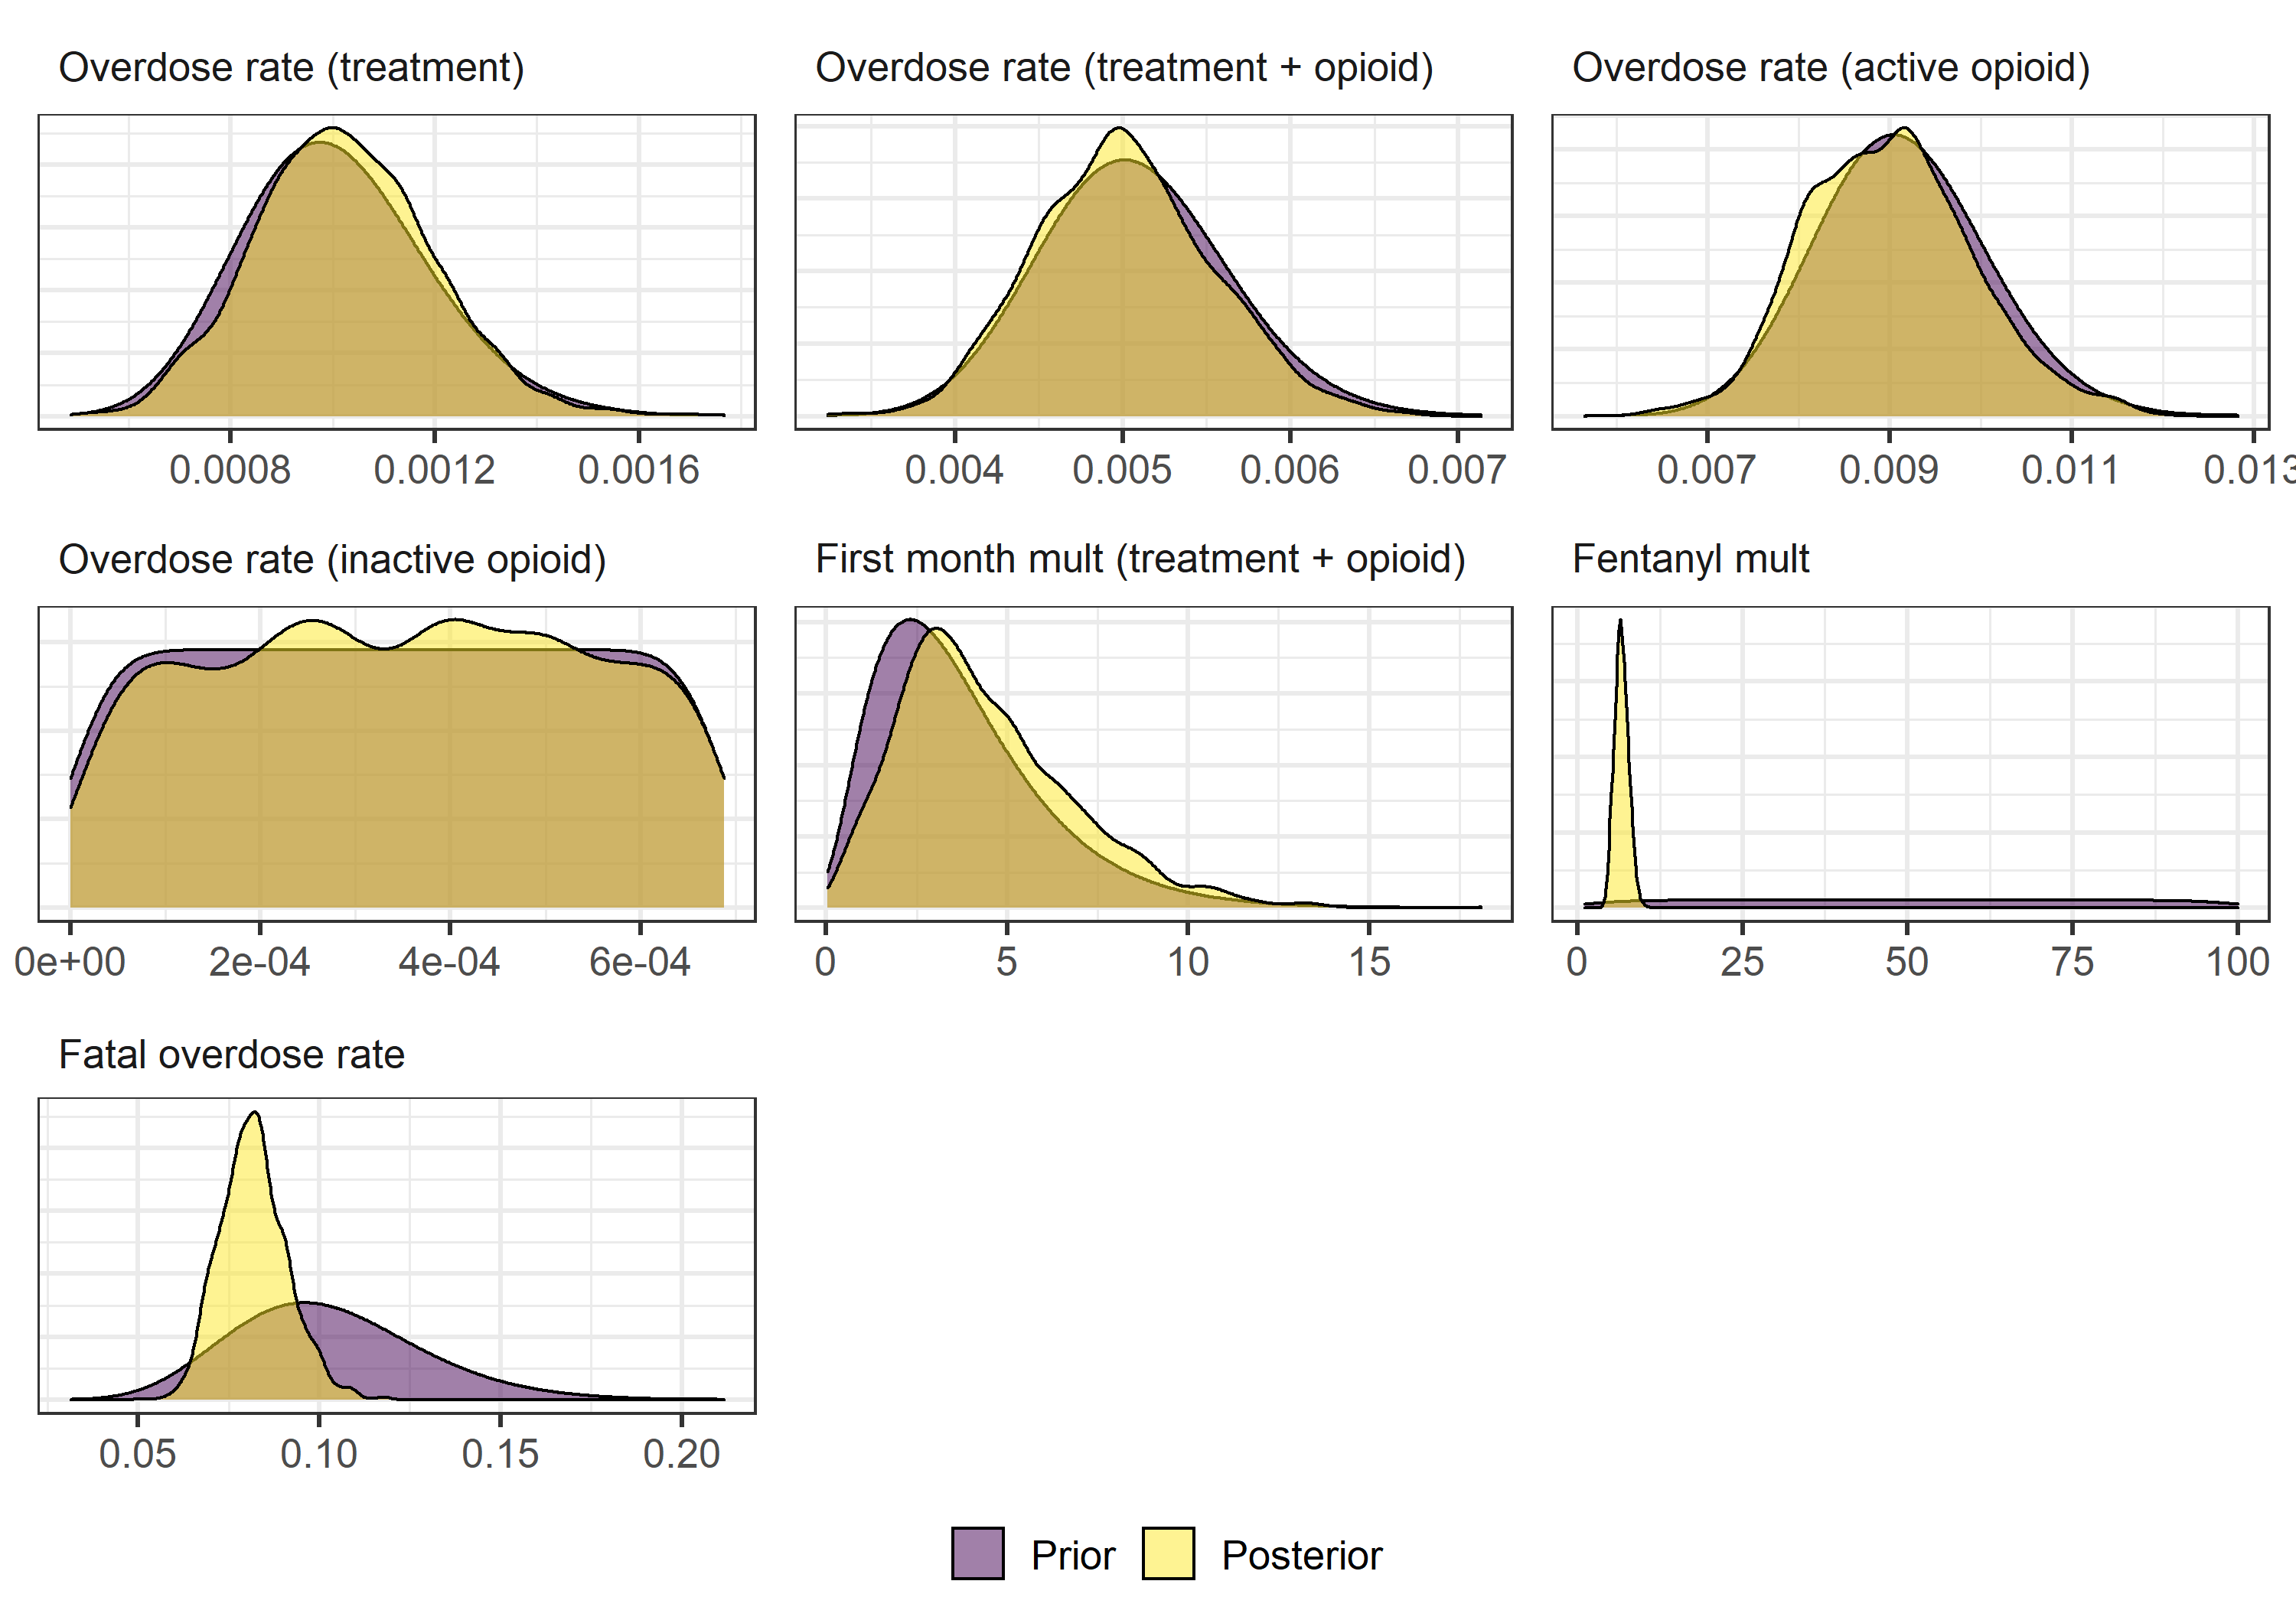 Overdose rate (treatment) Overdose rate (treatment + opioid) Overdose rate (active opioid)
0.0008 0.0012 0.0016 0.004 0.005 0.006 0.007 0.007 0.009 0.011 0.013
Overdose rate (inactive opioid) First month mult (treatment + opioid) Fentanyl mult
0e+00 2e-04 4e-04 6e-04 0 5 10 15 0 25 50 75 100
Fatal overdose rate
0.05 0.10 0.15 0.20
Prior Posterior